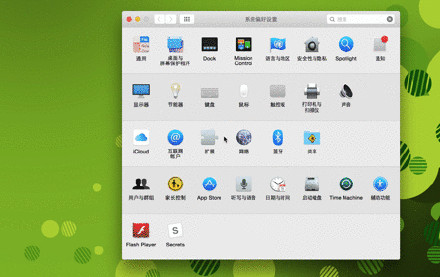 系统偏好设置
搜索
通用
桌面与
屏幕保护程序
Dock
Mission
Control
语言与地区
安全性与隐私
Spotlight
通知
显示器
节能器
键盘
鼠标
触控板
打印机与
扫描仪
声音
iCloud
互联网
帐户
扩展
网络
蓝牙
共享
用户与群组
家长控制
App Store
听写与语音
日期与时间
启动磁盘
Time Machine
辅助功能
Flash Player
Secrets